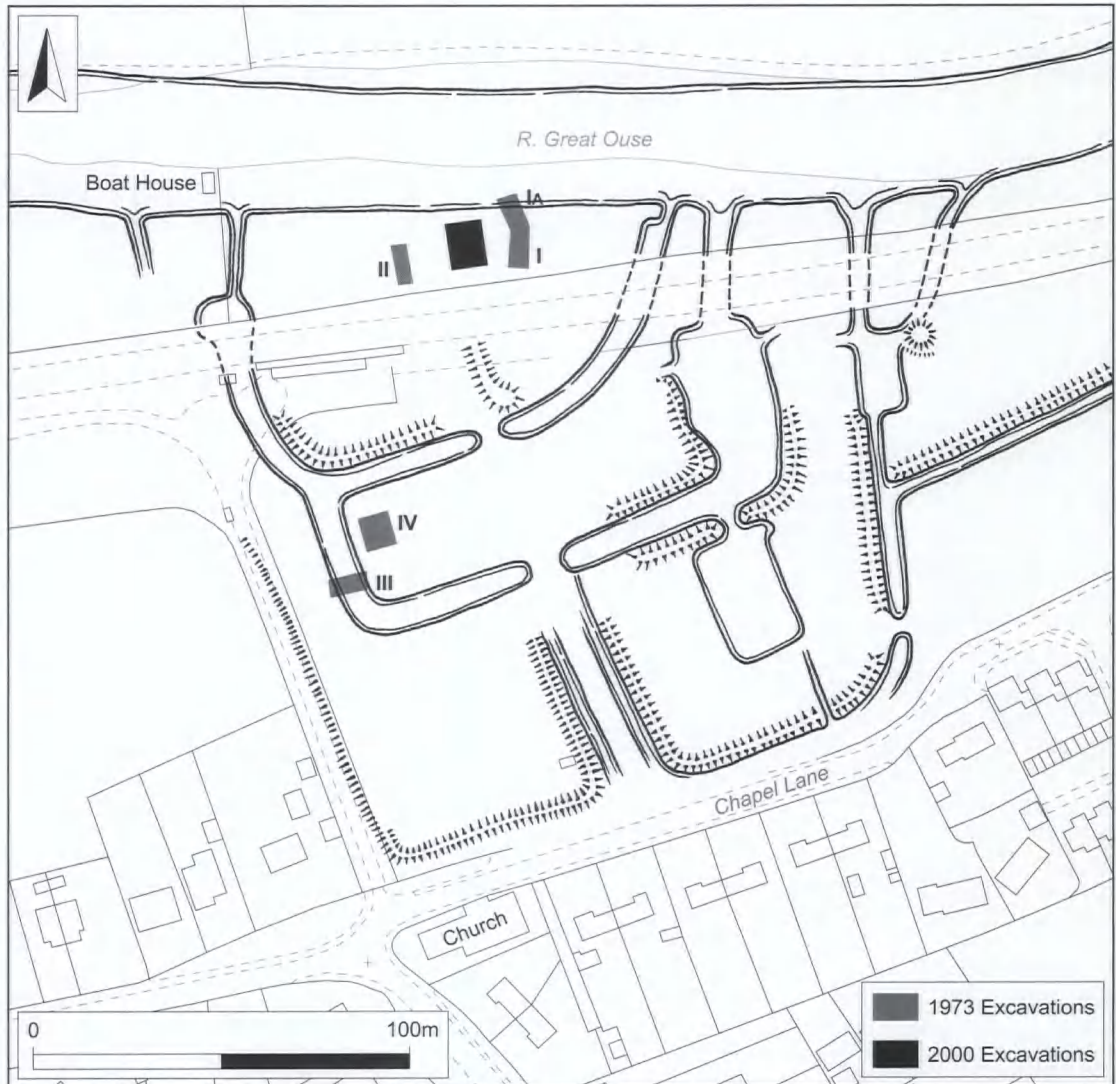 R. Great Ouse
Boat House
IA
I
II
IV
III
Chapel Lane
Church
0 100m
1973 Excavations
2000 Excavations